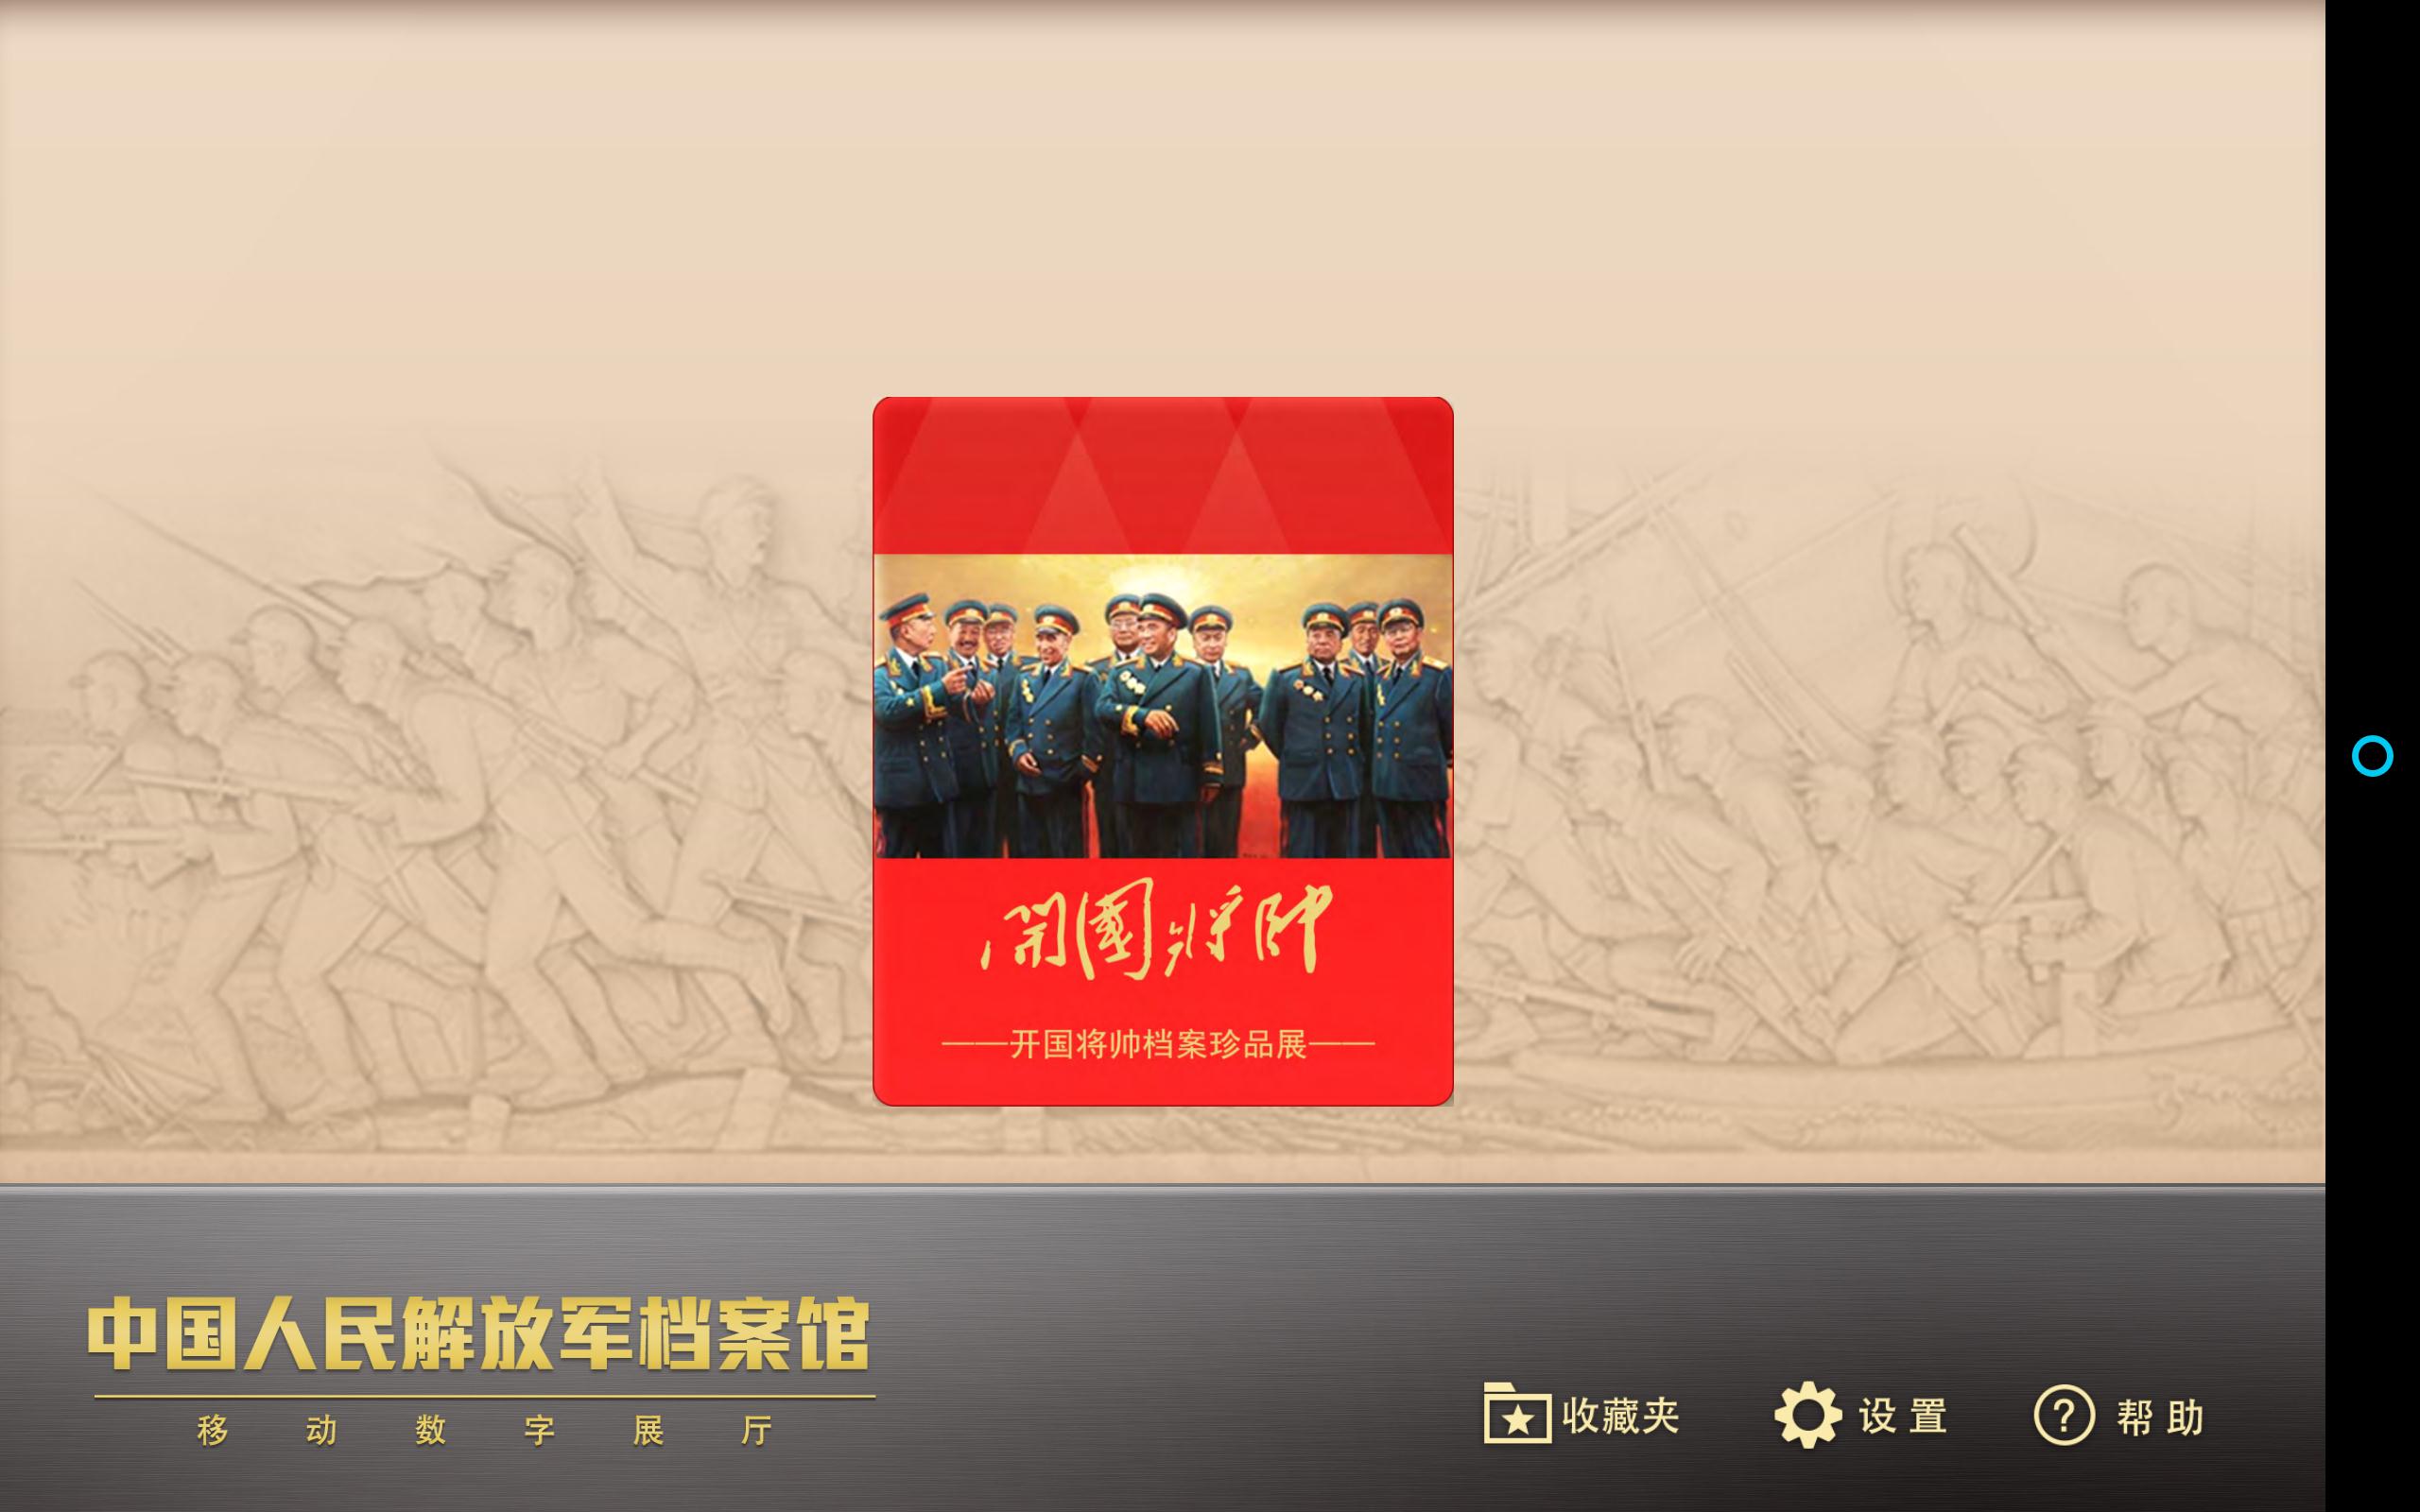 開國將帥
——开国将帅档案珍品展——
中国人民解放军档案馆
移动数字展厅
收藏夹
设置
帮助